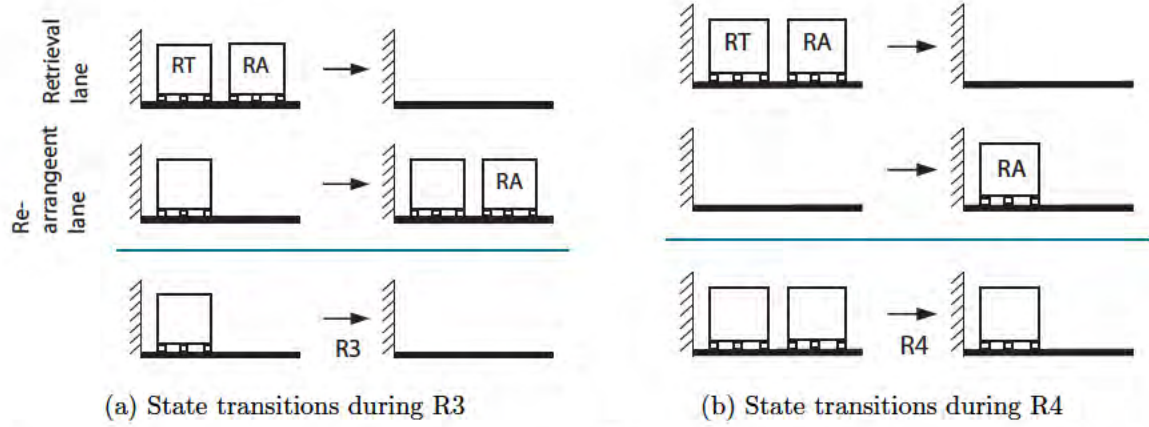 Retrieval
lane
RT RA
RT RA
Re-
arrangeent
lane
RA
RA
R3
R4
(a) State transitions during R3
(b) State transitions during R4